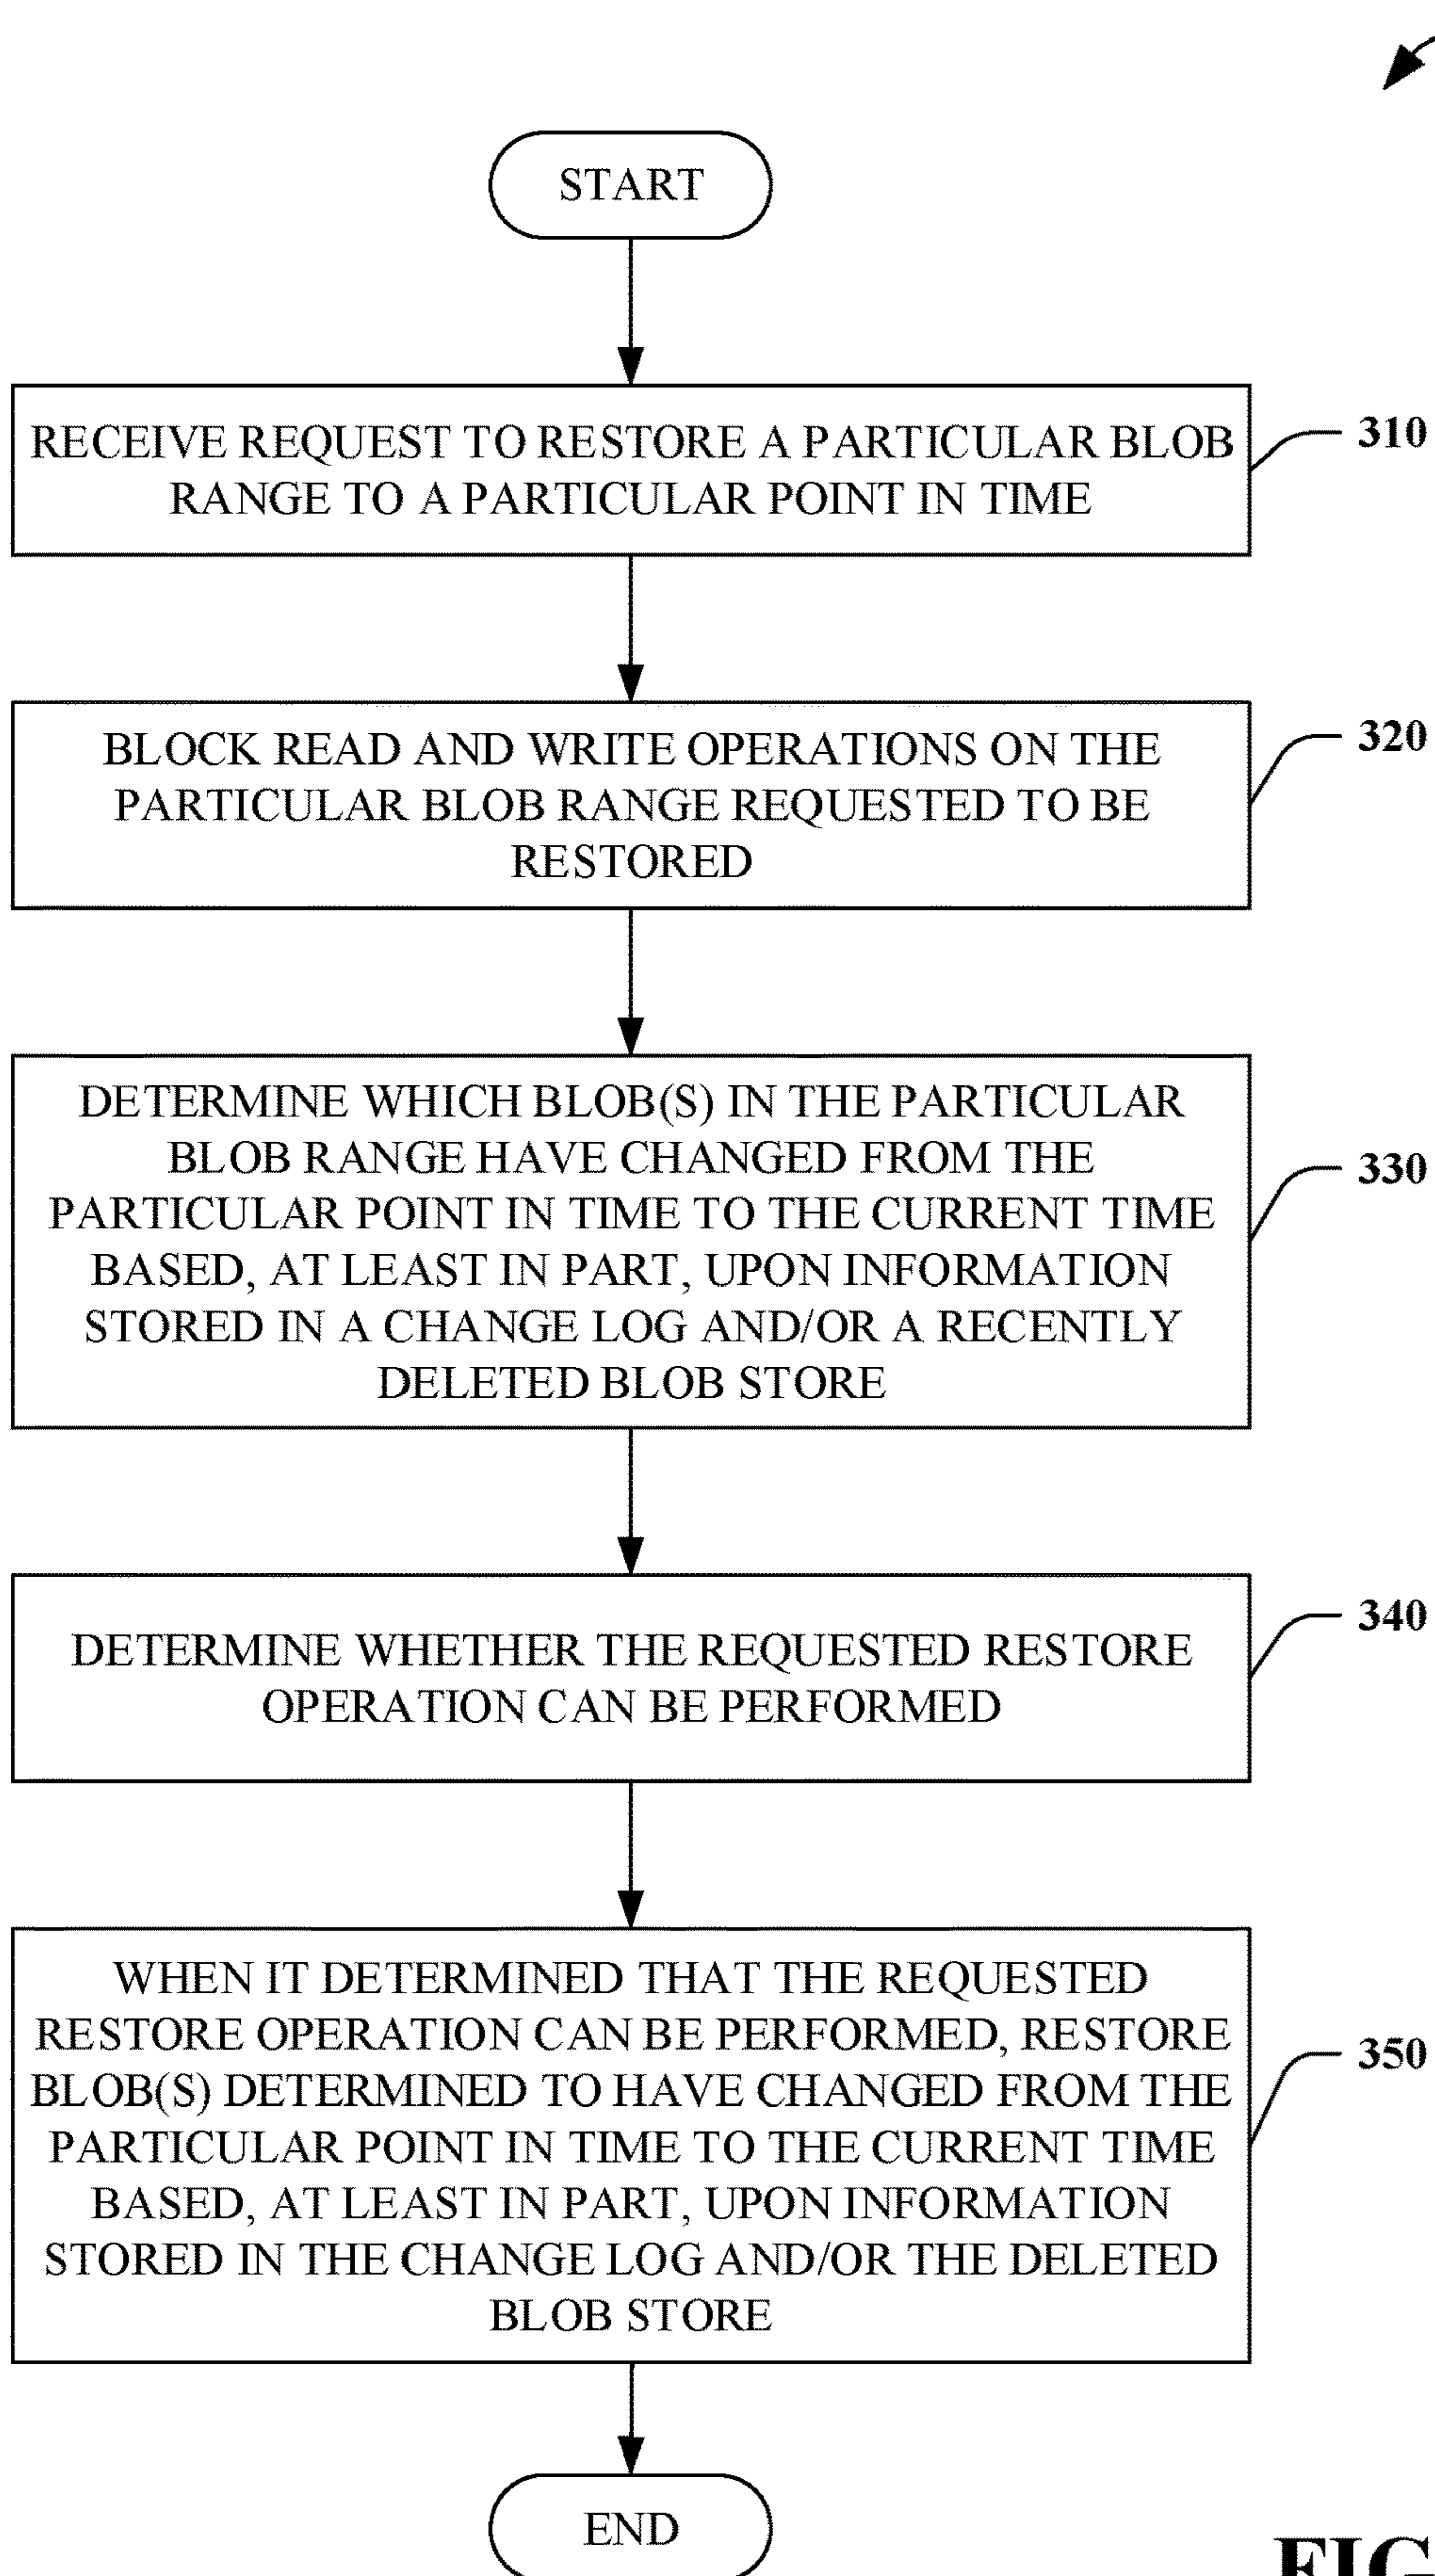 START
RECEIVE REQUEST TO RESTORE A PARTICULAR BLOB
RANGE TO A PARTICULAR POINT IN TIME
310
BLOCK READ AND WRITE OPERATIONS ON THE
PARTICULAR BLOB RANGE REQUESTED TO BE
RESTORED
320
DETERMINE WHICH BLOB(S) IN THE PARTICULAR
BLOB RANGE HAVE CHANGED FROM THE
PARTICULAR POINT IN TIME TO THE CURRENT TIME
BASED, AT LEAST IN PART, UPON INFORMATION
STORED IN A CHANGE LOG AND/OR A RECENTLY
DELETED BLOB STORE
330
DETERMINE WHETHER THE REQUESTED RESTORE
OPERATION CAN BE PERFORMED
340
WHEN IT DETERMINED THAT THE REQUESTED
RESTORE OPERATION CAN BE PERFORMED, RESTORE
BLOB(S) DETERMINED TO HAVE CHANGED FROM THE
PARTICULAR POINT IN TIME TO THE CURRENT TIME
BASED, AT LEAST IN PART, UPON INFORMATION
STORED IN THE CHANGE LOG AND/OR THE DELETED
BLOB STORE
350
END
FIG